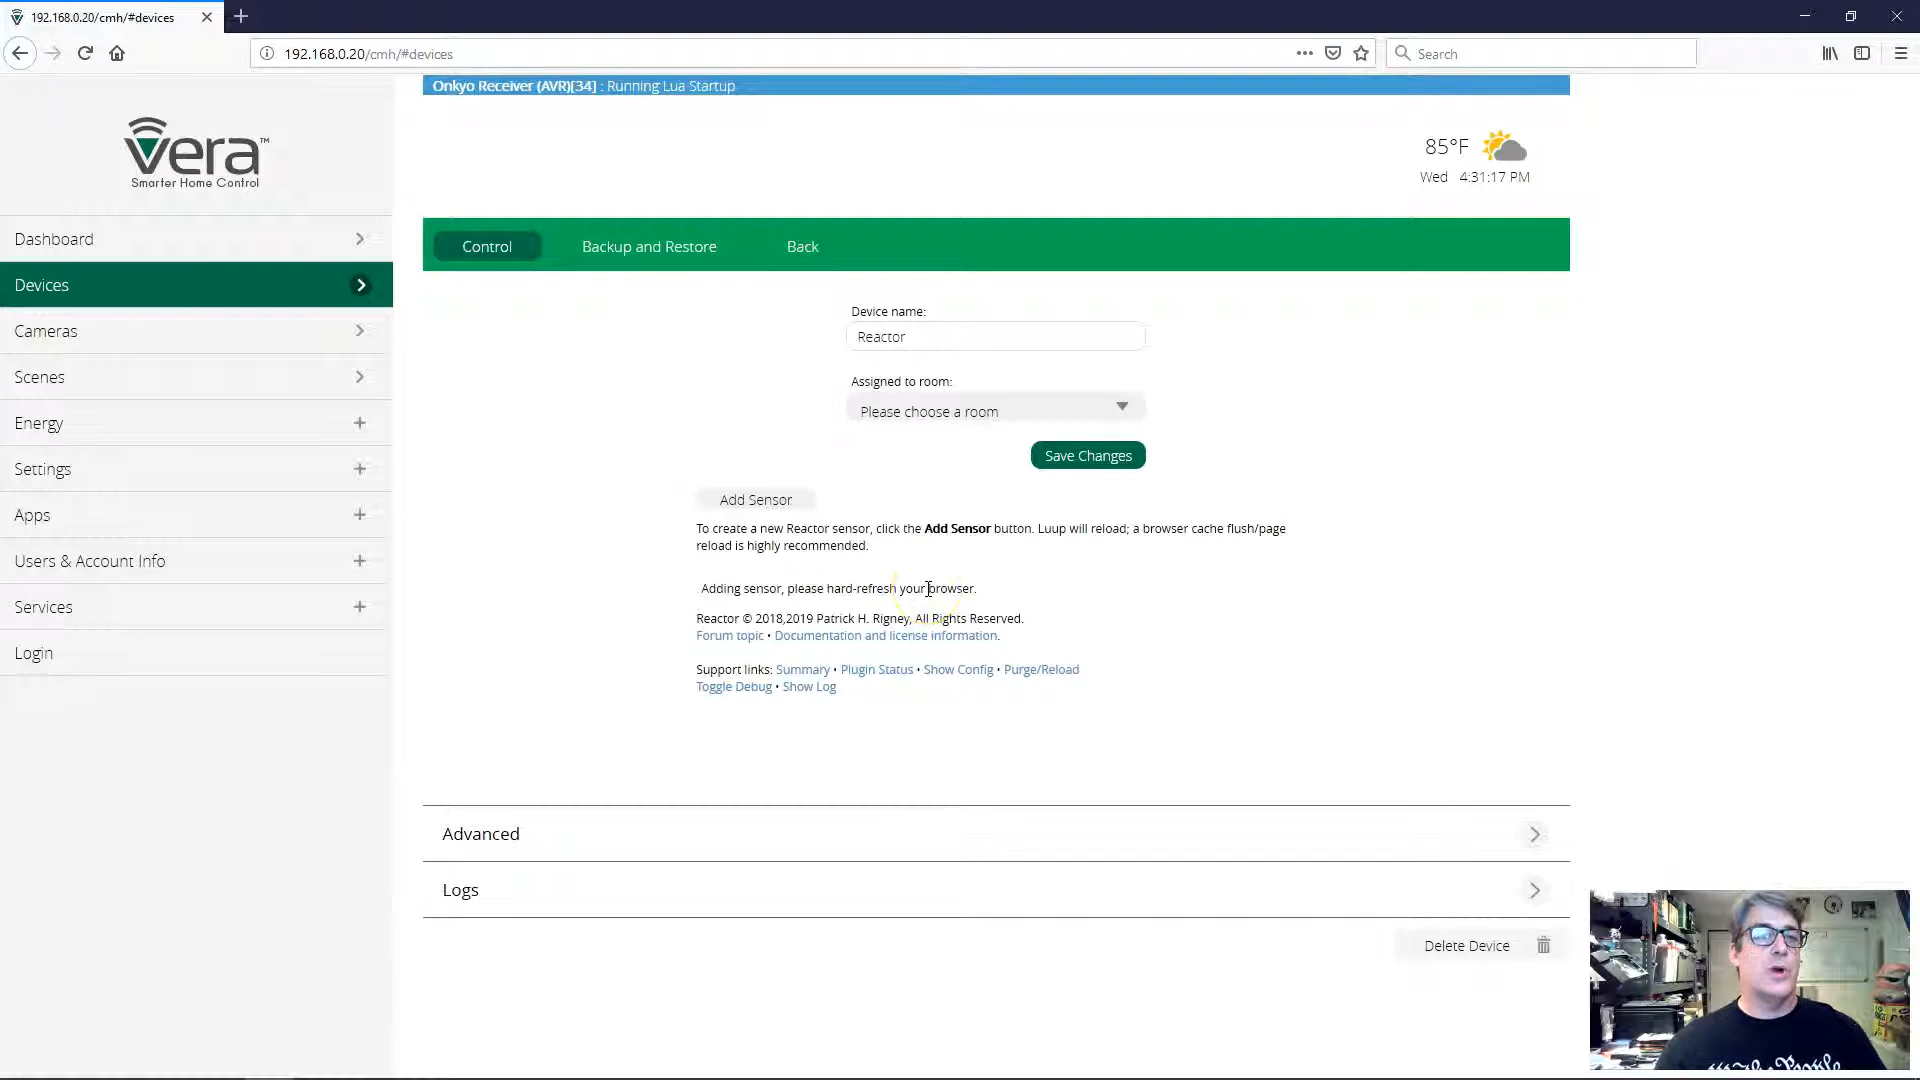 192.168.0.20/cmh/#devices
192.168.0.20/cmh/#devices
Search
Onkyo Receiver (AVR)[34] : Running Lua Startup
vera™
Smarter Home Control
85°F
Wed 4:31:17 PM
Dashboard
Devices
Cameras
Scenes
Energy
Settings
Apps
Users & Account Info
Services
Login
Control
Backup and Restore
Back
Device name:
Reactor
Assigned to room:
Please choose a room
Save Changes
Add Sensor
To create a new Reactor sensor, click the Add Sensor button. Luup will reload; a browser cache flush/page
reload is highly recommended.
Adding sensor, please hard-refresh your browser.
Reactor © 2018,2019 Patrick H. Rigney, All Rights Reserved.
Forum topic • Documentation and license information.
Support links: Summary • Plugin Status • Show Config • Purge/Reload
Toggle Debug • Show Log
Advanced
Logs
Delete Device
We The People